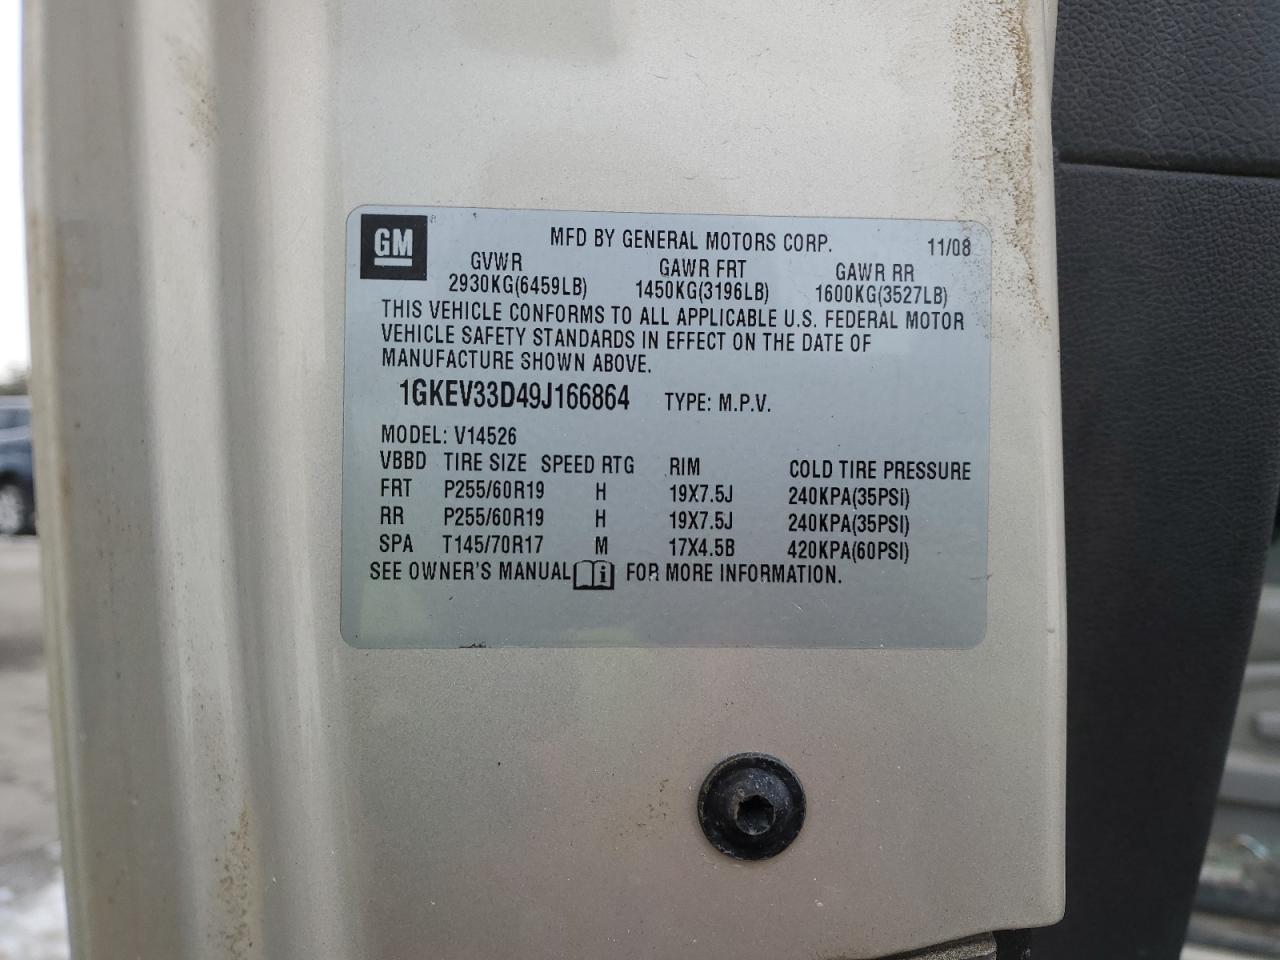 GM
MFD BY GENERAL MOTORS CORP. 11/08
GVWR GAWR FRT GAWR RR
2930KG(6459LB) 1450KG(3196LB) 1600KG(3527LB)
THIS VEHICLE CONFORMS TO ALL APPLICABLE U.S. FEDERAL MOTOR
VEHICLE SAFETY STANDARDS IN EFFECT ON THE DATE OF
MANUFACTURE SHOWN ABOVE.
1GKEV33D49J166864 TYPE: M.P.V.
MODEL: V14526
VBBD TIRE SIZE SPEED RTG RIM COLD TIRE PRESSURE
FRT P255/60R19 H 19X7.5J 240KPA(35PSI)
RR P255/60R19 H 19X7.5J 240KPA(35PSI)
SPA T145/70R17 M 17X4.5B 420KPA(60PSI)
SEE OWNER'S MANUAL i FOR MORE INFORMATION.